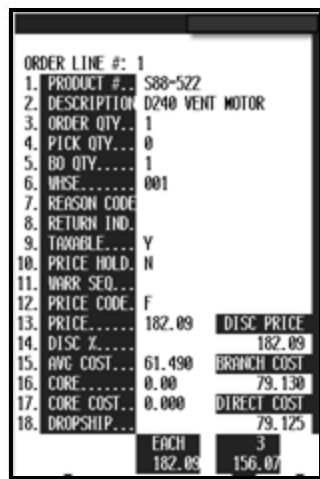 ORDER LINE #: 1
1. PRODUCT #.. S88-522
2. DESCRIPTION D240 VENT MOTOR
3. ORDER QTY.. 1
4. PICK QTY... 0
5. BO QTY..... 1
6. WHSE....... 001
7. REASON CODE
8. RETURN IND.
9. TAXABLE.... Y
10. PRICE HOLD. N
11. WARR SEQ...
12. PRICE CODE. F
13. PRICE...... 182.09 DISC PRICE
14. DISC %..... 182.09
15. AVG COST... 61.490 BRANCH COST
16. CORE....... 0.00 79.130
17. CORE COST.. 0.000 DIRECT COST
18. DROPSHIP... 79.125
EACH 3
182.09 156.07